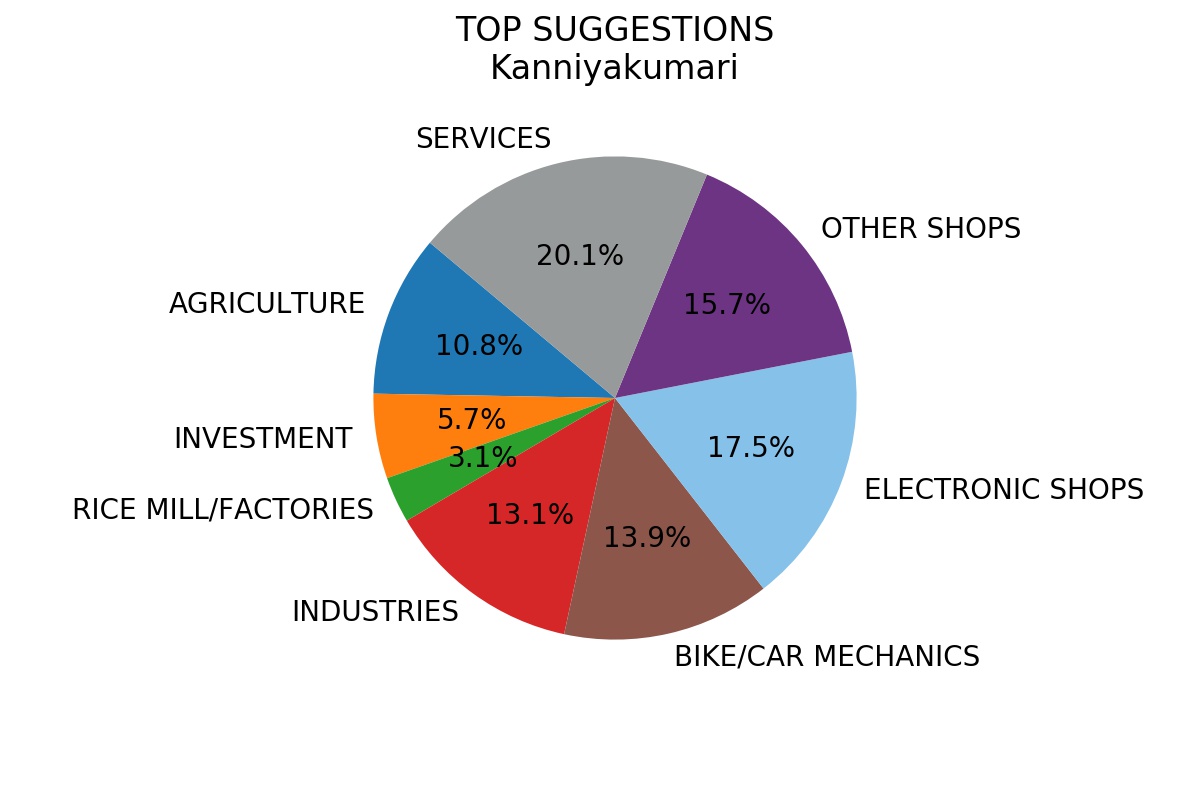 TOP SUGGESTIONS
Kanniyakumari
SERVICES
20.1%
OTHER SHOPS
15.7%
AGRICULTURE
10.8%
INVESTMENT
5.7%
RICE MILL/FACTORIES
3.1%
INDUSTRIES
13.1%
BIKE/CAR MECHANICS
13.9%
ELECTRONIC SHOPS
17.5%